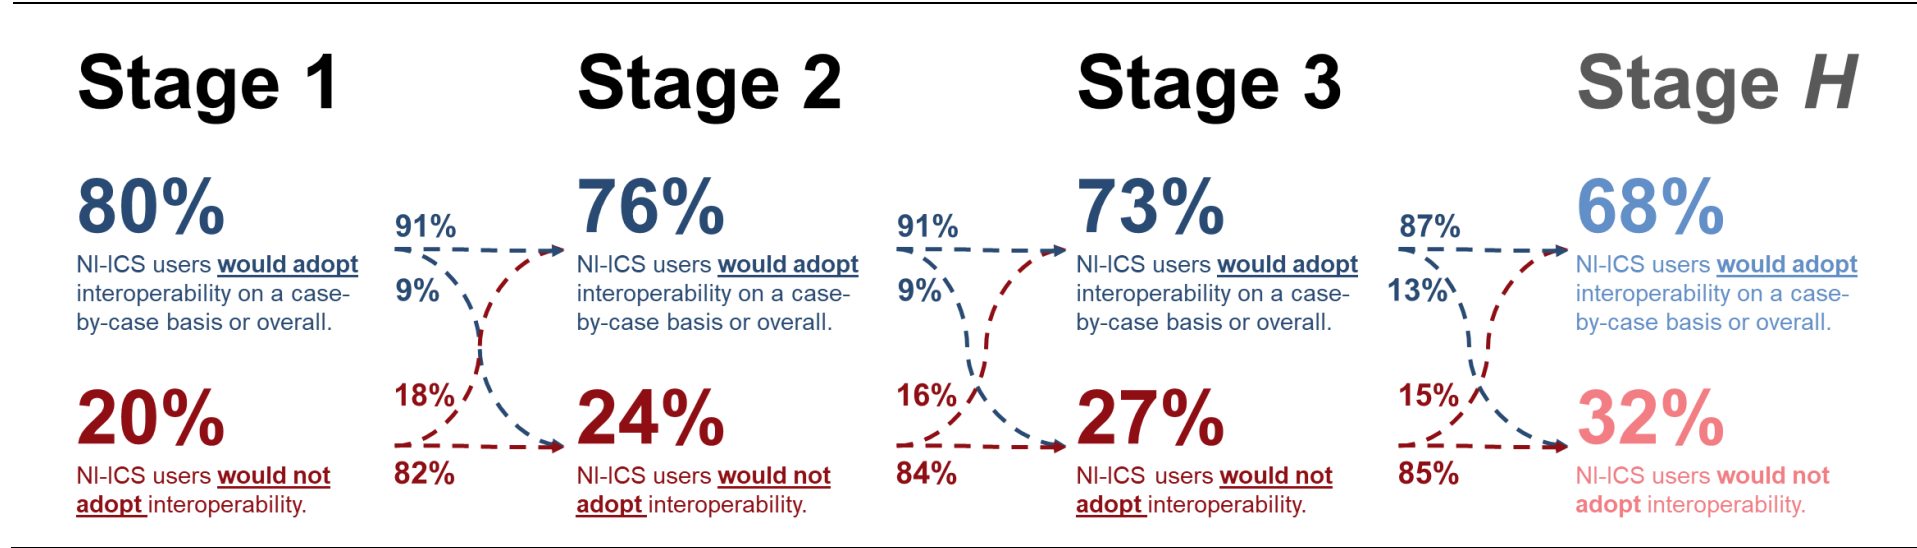 Stage 1
80%
NI-ICS users would adopt
interoperability on a case-
by-case basis or overall.
20%
NI-ICS users would not
adopt interoperability.
91%
9%
18%
82%
Stage 2
76%
NI-ICS users would adopt
interoperability on a case-
by-case basis or overall.
24%
NI-ICS users would not
adopt interoperability.
91%
9%
16%
84%
Stage 3
73%
NI-ICS users would adopt
interoperability on a case-
by-case basis or overall.
27%
NI-ICS users would not
adopt interoperability.
87%
13%
15%
85%
Stage H
68%
NI-ICS users would adopt
interoperability on a case-
by-case basis or overall.
32%
NI-ICS users would not
adopt interoperability.